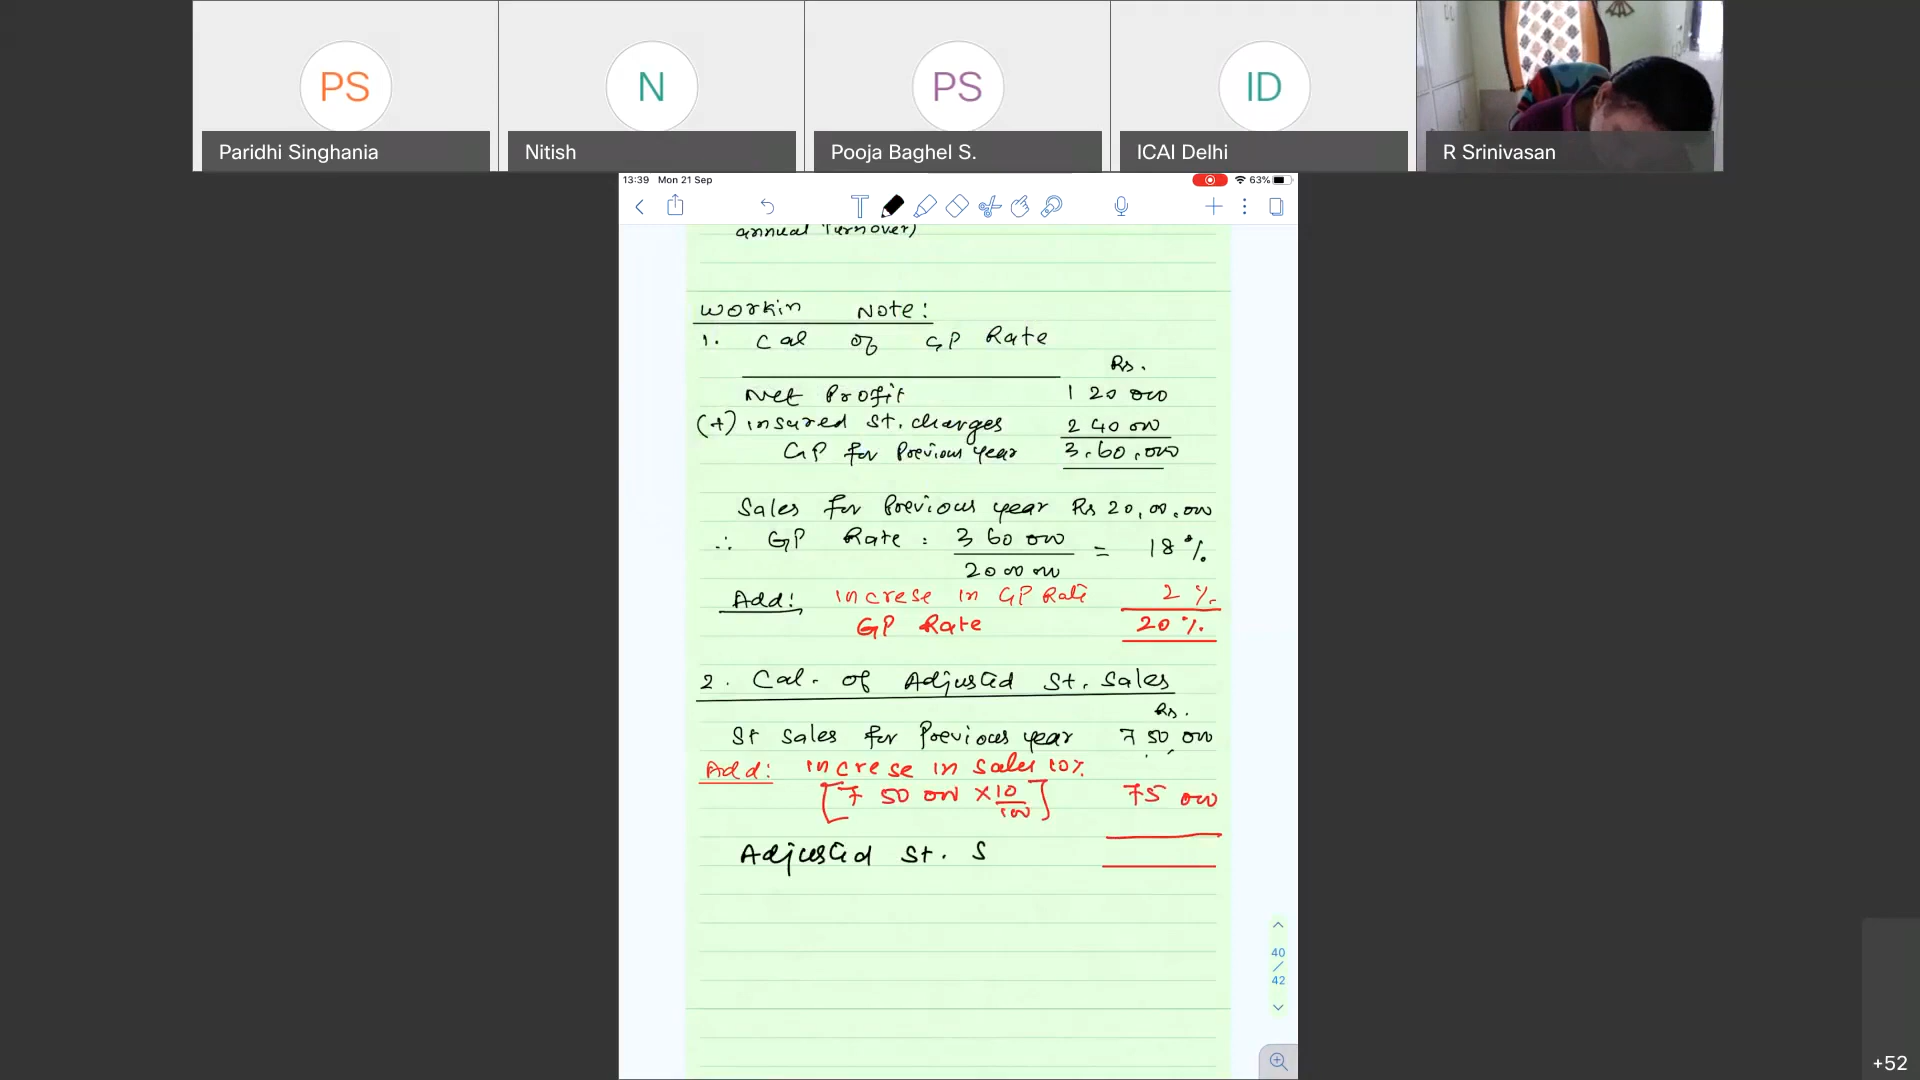 PS
N
PS
ID
Paridhi Singhania
Nitish
Pooja Baghel S.
ICAI Delhi
R Srinivasan
13:39 Mon 21 Sep
63%
T
annual Turnover)
Workin Note:
1. Cal of GP Rate
Rs.
Net Profit 1 20 000
(+) insured St. charges 2 40 000
GP for Previous year 3,60,000
Sales for Previous year Rs 20,00,000
∴ GP Rate : 3 60 000 / 20 00 000 = 18 %
Add: increse in GP Rate 2 %
GP Rate 20 %
2. Cal. of Adjusted St. Sales
Rs.
St Sales for Previous year 7 50 000
Add: increse in sales 10%
[7 50 000 × 10/100] 75 000
Adjusted St. S
40
/
42
+52